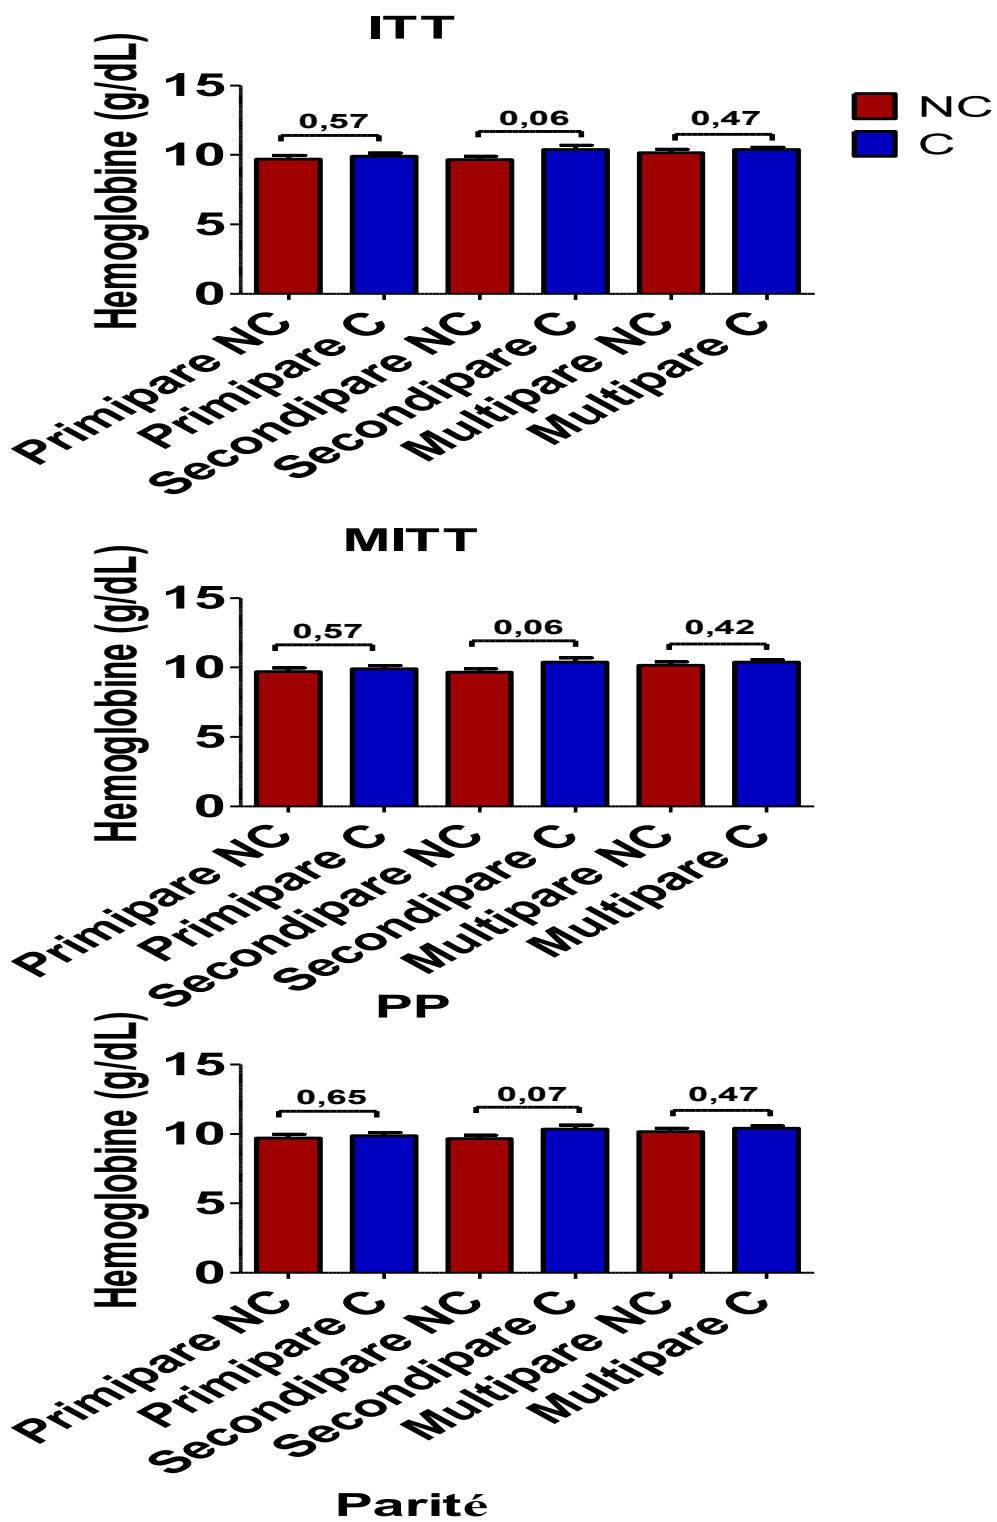 ITT
Hemoglobine (g/dL)
15
10
5
0
0,57
0,06
0,47
NC
C
Primipare NC
Primipare C
Secondipare NC
Secondipare C
Multipare NC
Multipare C
MITT
Hemoglobine (g/dL)
15
10
5
0
0,57
0,06
0,42
Primipare NC
Primipare C
Secondipare NC
Secondipare C
Multipare NC
Multipare C
PP
Hemoglobine (g/dL)
15
10
5
0
0,65
0,07
0,47
Primipare NC
Primipare C
Secondipare NC
Secondipare C
Multipare NC
Multipare C
Parité